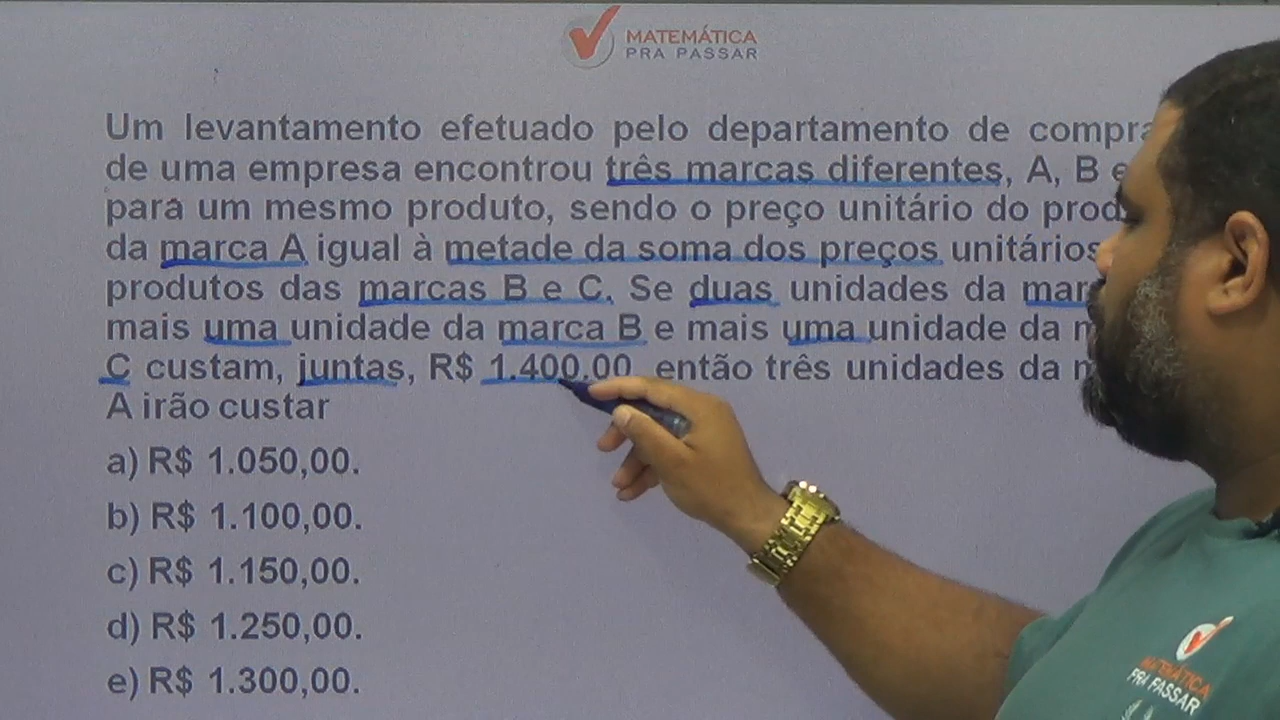 MATEMÁTICA
PRA PASSAR
Um levantamento efetuado pelo departamento de
de uma empresa encontrou três marcas diferentes, A, B
para um mesmo produto, sendo o preço unitário do
da marca A igual à metade da soma dos preços unitários
produtos das marcas B e C. Se duas unidades da
mais uma unidade da marca B e mais uma unidade da
C custam, juntas, R$ 1.400,00, então três unidades da
A irão custar
a) R$ 1.050,00.
b) R$ 1.100,00.
c) R$ 1.150,00.
d) R$ 1.250,00.
e) R$ 1.300,00.
MATEMÁTICA
PRA PASSAR